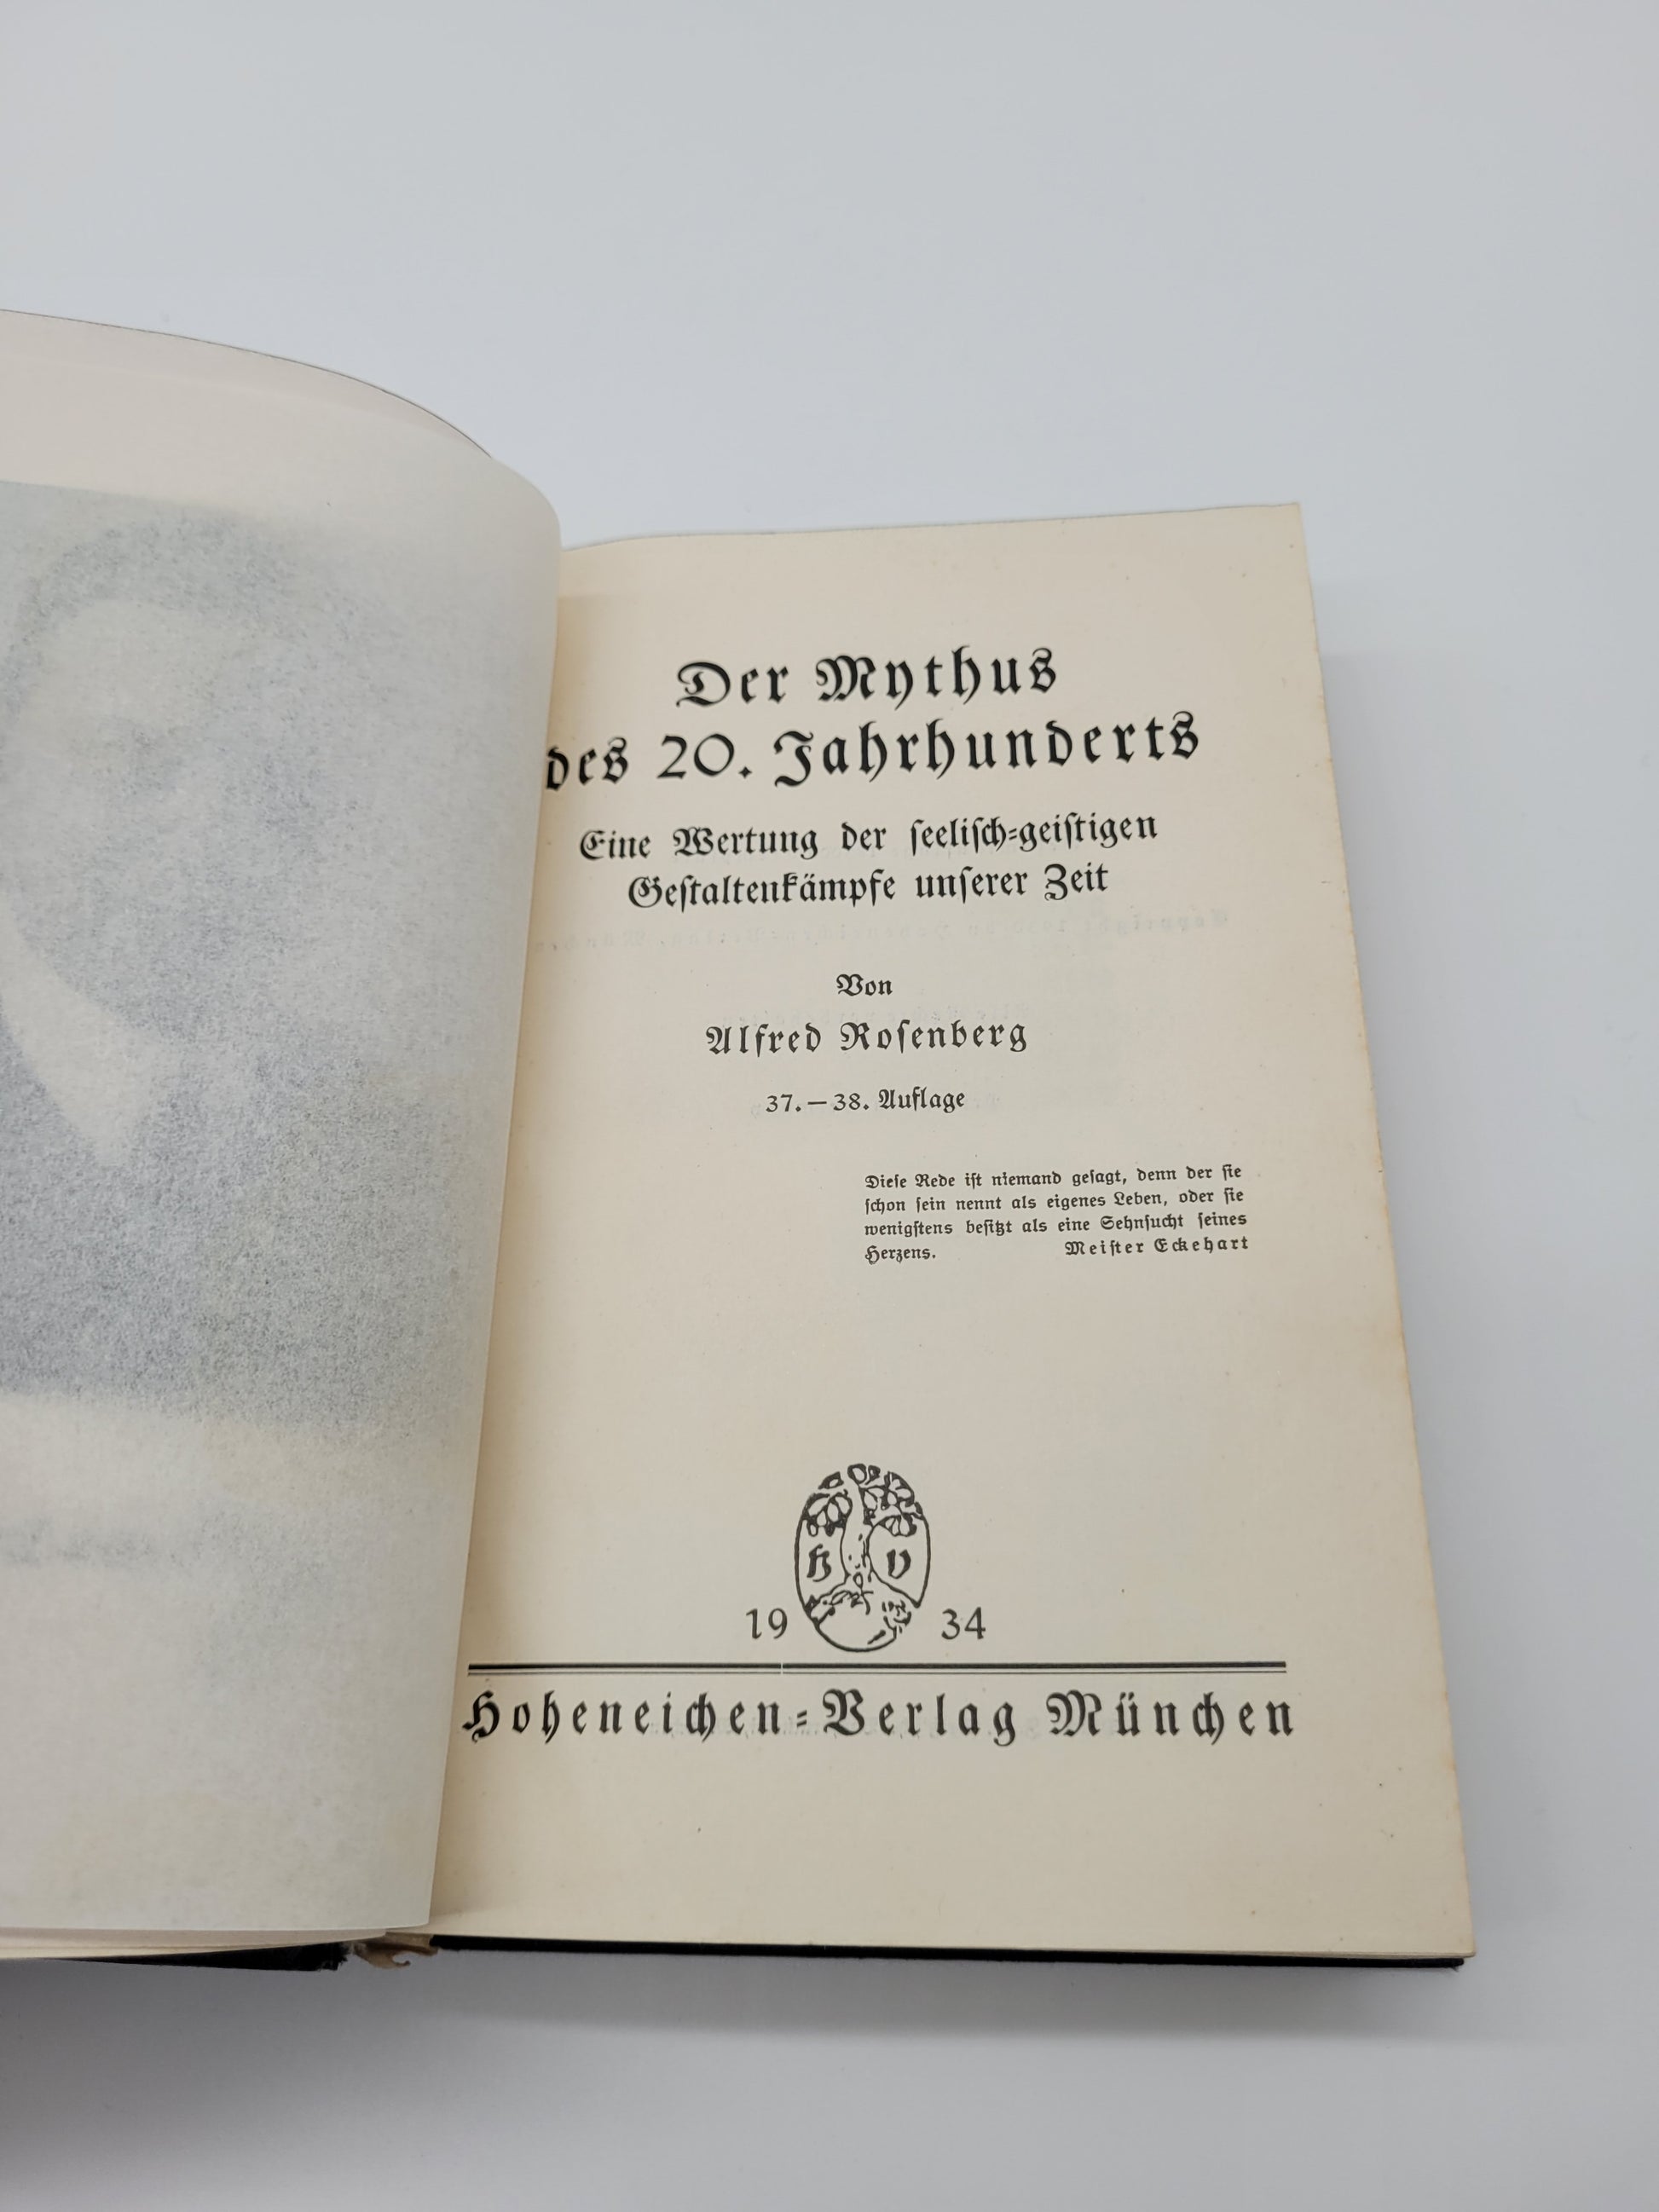 Der Mythus
des 20. Jahrhunderts
Eine Wertung der seelisch-geistigen
Gestaltenkämpfe unserer Zeit
Von
Alfred Rosenberg
37.—38. Auflage
Diese Rede ist niemand gesagt, denn der sie
schon sein nennt als eigenes Leben, oder sie
wenigstens besitzt als eine Sehnsucht seines
Herzens. Meister Eckehart
H V
19 34
Hoheneichen-Verlag München